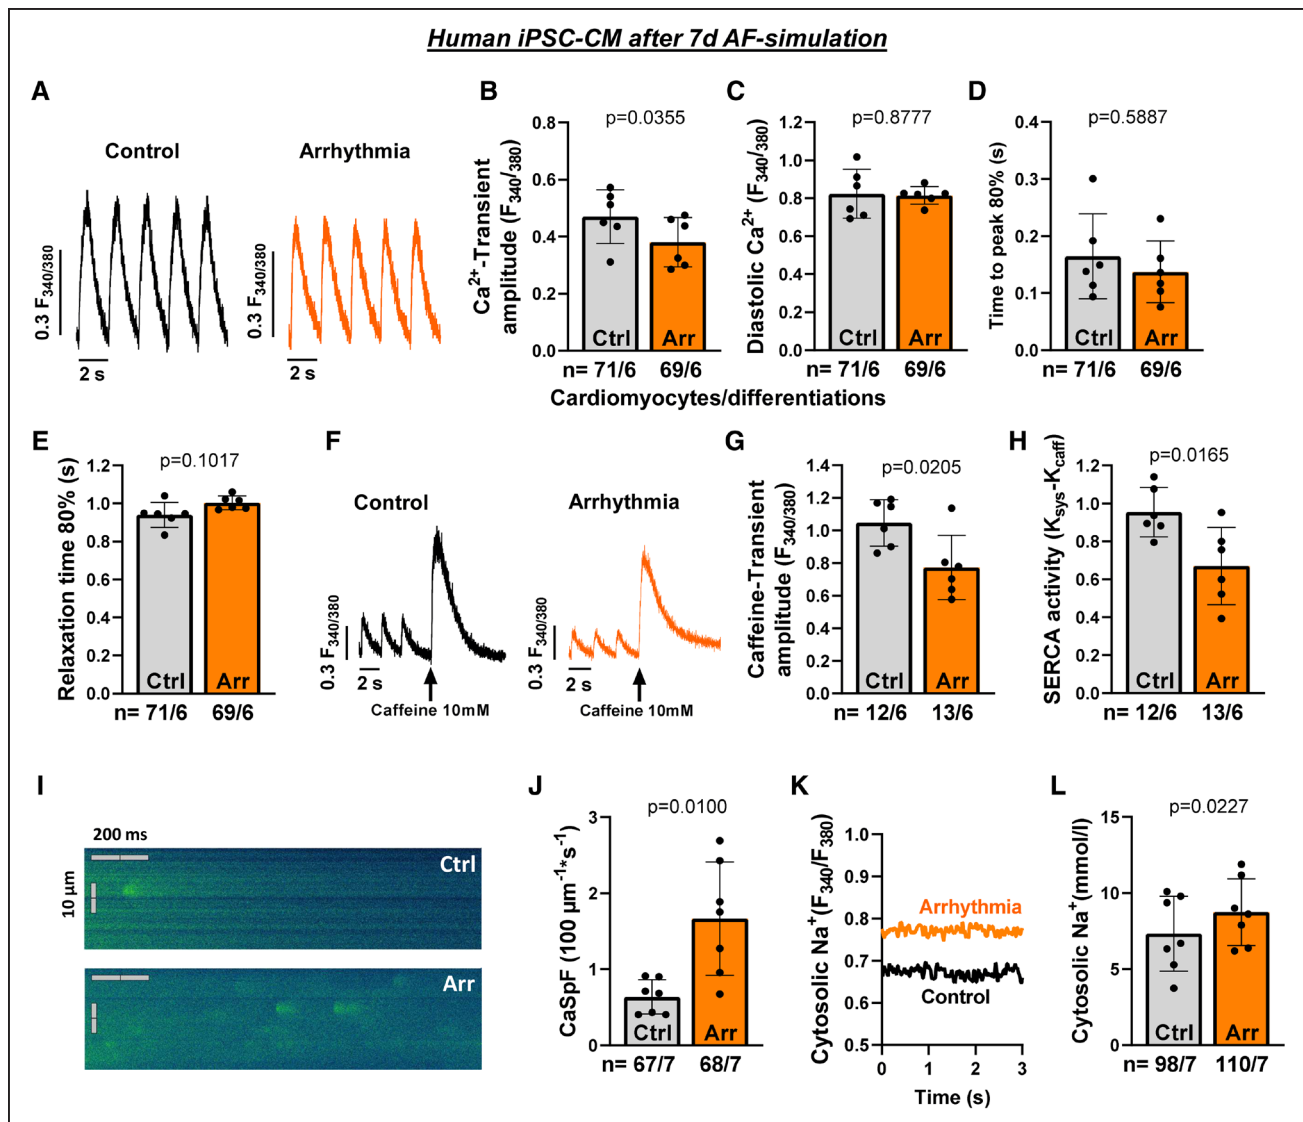 Human iPSC-CM after 7d AF-simulation
A
Control
Arrhythmia
0.3 F340/380
2 s
0.3 F340/380
2 s
B
p=0.0355
Ca2+-Transient
amplitude (F340/380)
0.8
0.6
0.4
0.2
0.0
Ctrl
Arr
n= 71/6
69/6
C
p=0.8777
Diastolic Ca2+ (F340/380)
1.2
1.0
0.8
0.6
0.4
0.2
0.0
Ctrl
Arr
n= 71/6
69/6
D
p=0.5887
Time to peak 80% (s)
0.4
0.3
0.2
0.1
0.0
Ctrl
Arr
n= 71/6
69/6
Cardiomyocytes/differentiations
E
p=0.1017
Relaxation time 80% (s)
1.2
1.0
0.8
0.6
0.4
0.2
0.0
Ctrl
Arr
n= 71/6
69/6
F
Control
Arrhythmia
0.3 F340/380
2 s
Caffeine 10mM
0.3 F340/380
2 s
Caffeine 10mM
G
p=0.0205
Caffeine-Transient
amplitude (F340/380)
1.4
1.2
1.0
0.8
0.6
0.4
0.2
0.0
Ctrl
Arr
n= 12/6
13/6
H
p=0.0165
SERCA activity (Ksys-Kcaff)
1.2
1.0
0.8
0.6
0.4
0.2
0.0
Ctrl
Arr
n= 12/6
13/6
I
200 ms
10 µm
Ctrl
Arr
J
p=0.0100
CaSpF (100 µm-1*s-1)
3
2
1
0
Ctrl
Arr
n= 67/7
68/7
K
Cytosolic Na+(F340/F380)
1.0
0.9
0.8
0.7
0.6
0.5
Arrhythmia
Control
0
1
2
3
Time (s)
L
p=0.0227
Cytosolic Na+(mmol/l)
15
10
5
0
Ctrl
Arr
n= 98/7
110/7